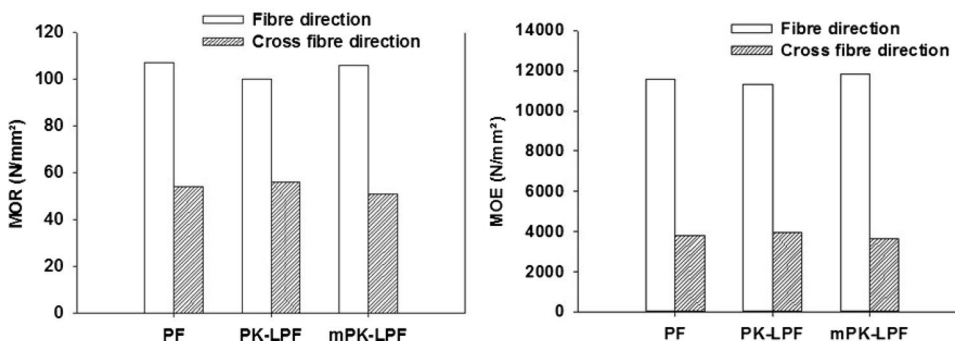 Fibre direction
Cross fibre direction
MOR (N/mm²)
120
100
80
60
40
20
0
PF PK-LPF mPK-LPF
Fibre direction
Cross fibre direction
MOE (N/mm²)
14000
12000
10000
8000
6000
4000
2000
0
PF PK-LPF mPK-LPF